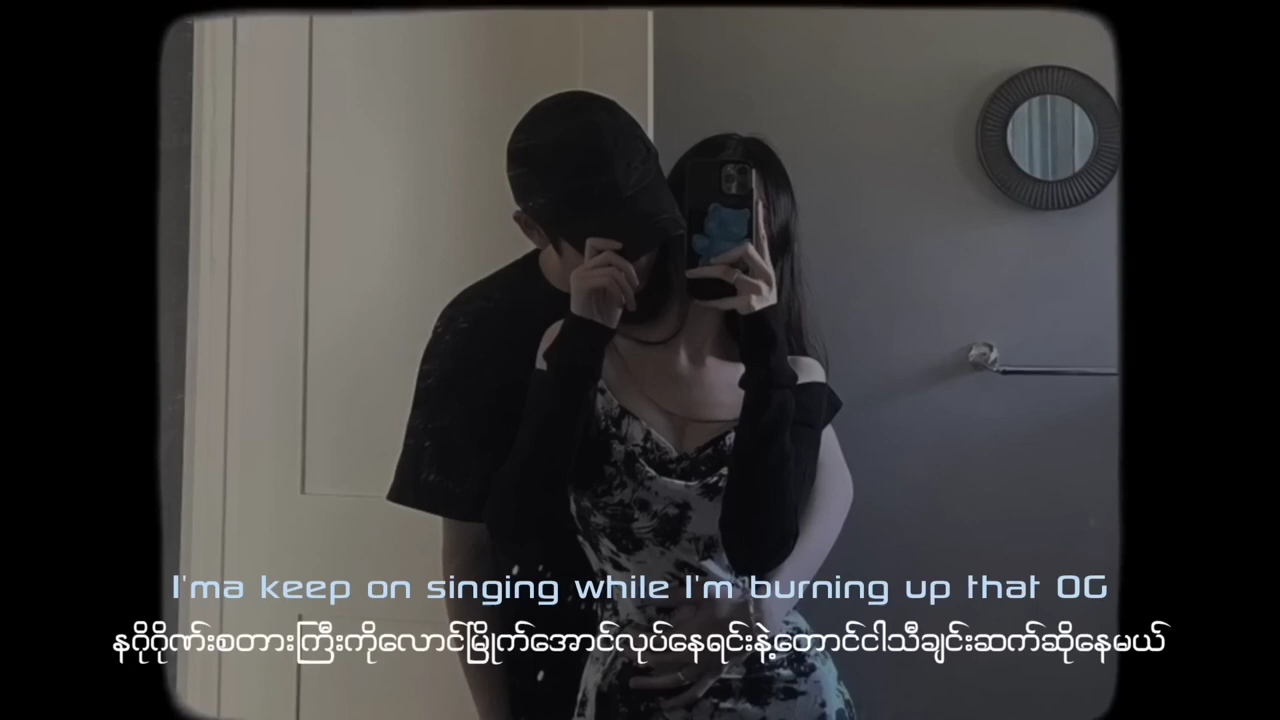 I'ma keep on singing while I'm burning up that OG
နဂိုဂိုဏ်းစတားကြီးကိုလောင်မြိုက်အောင်လုပ်နေရင်းနဲ့တောင်ငါသီချင်းဆက်ဆိုနေမယ်